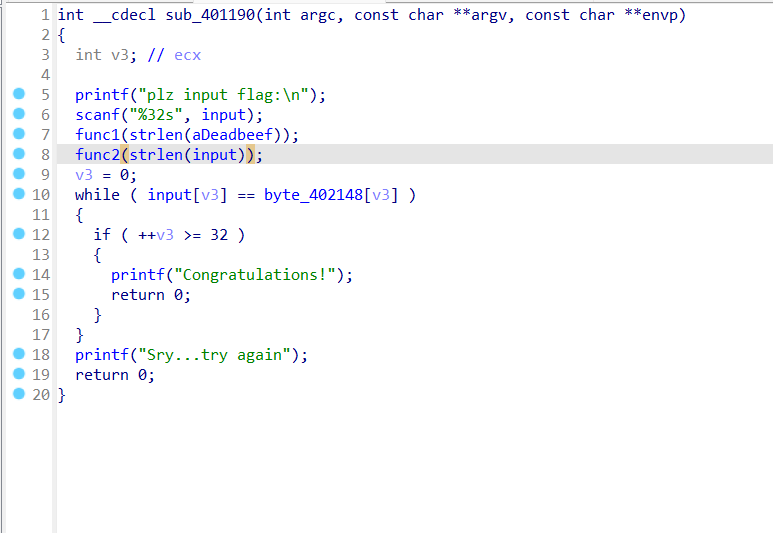 1 int __cdecl sub_401190(int argc, const char **argv, const char **envp)
2 {
3   int v3; // ecx
4
5   printf("plz input flag:\n");
6   scanf("%32s", input);
7   func1(strlen(aDeadbeef));
8   func2(strlen(input));
9   v3 = 0;
10   while ( input[v3] == byte_402148[v3] )
11   {
12     if ( ++v3 >= 32 )
13     {
14       printf("Congratulations!");
15       return 0;
16     }
17   }
18   printf("Sry...try again");
19   return 0;
20 }